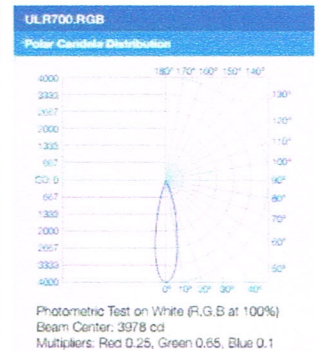 ULR700.RGB
Polar Candela Distribution
180° 170° 160° 150° 140°
4000
3333
130°
2667
120°
2000
110°
1333
667
100°
CD: 0
90°
667
80°
1333
70°
2000
60°
2667
3333
50°
4000
0° 10° 20° 30° 40°
Photometric Test on White (R,G,B at 100%)
Beam Center: 3978 cd
Multipliers: Red 0.25, Green 0.65, Blue 0.1